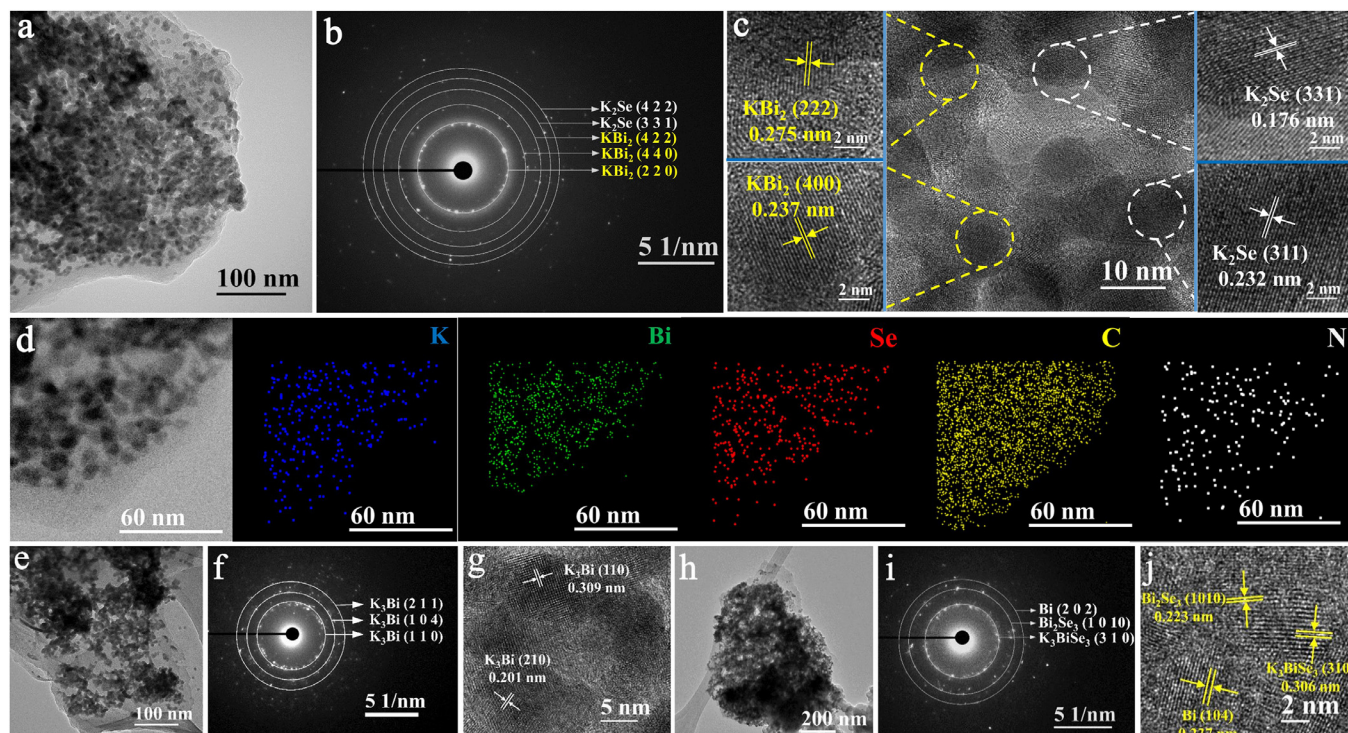 a
100 nm
b
K₂Se (4 2 2)
K₂Se (3 3 1)
KBi₂ (4 2 2)
KBi₂ (4 4 0)
KBi₂ (2 2 0)
5 1/nm
c
KBi₂ (222)
0.275 nm
2 nm
KBi₂ (400)
0.237 nm
2 nm
10 nm
K₂Se (331)
0.176 nm
2 nm
K₂Se (311)
0.232 nm
2 nm
d
60 nm
K
60 nm
Bi
60 nm
Se
60 nm
C
60 nm
N
60 nm
e
100 nm
f
K₃Bi (2 1 1)
K₃Bi (1 0 4)
K₃Bi (1 1 0)
5 1/nm
g
K₃Bi (110)
0.309 nm
K₃Bi (210)
0.201 nm
5 nm
h
200 nm
i
Bi (2 0 2)
Bi₂Se₃ (1 0 10)
K₃BiSe₃ (3 1 0)
5 1/nm
j
Bi₂Se₃ (1010)
0.223 nm
K₃BiSe₃ (310)
0.306 nm
Bi (104)
0.227 nm
2 nm